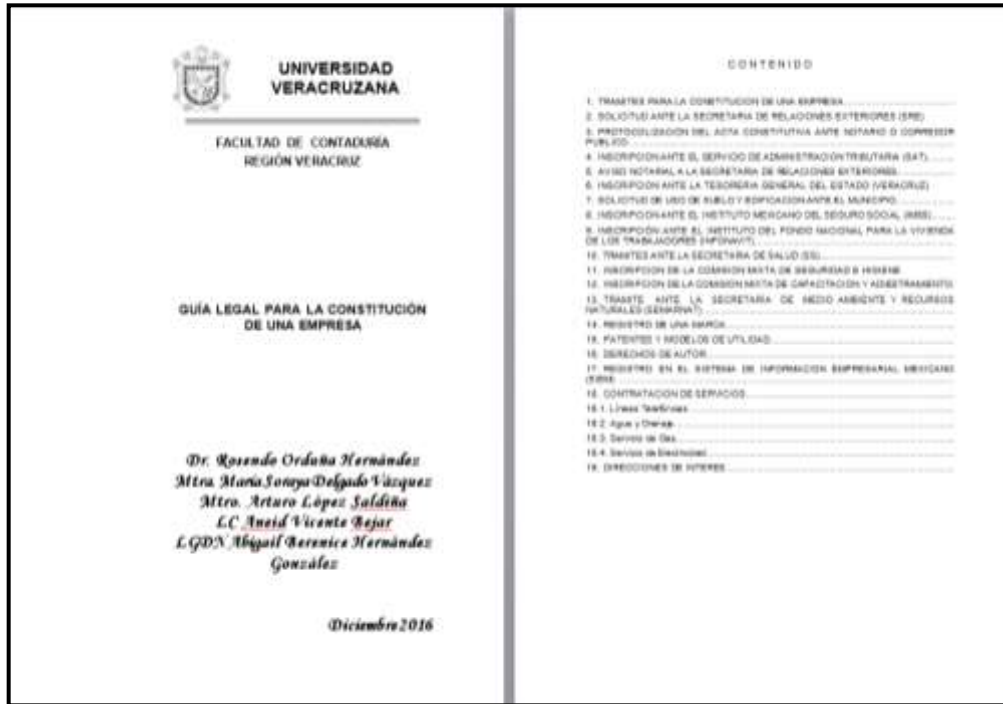 UNIVERSIDAD
VERACRUZANA
FACULTAD DE CONTADURÍA
REGIÓN VERACRUZ
GUÍA LEGAL PARA LA CONSTITUCIÓN
DE UNA EMPRESA
Dr. Rosendo Orduña Hernández
Mtra. María Soraya Delgado Vázquez
Mtro. Arturo López Saldiña
LC Aneid Vicente Bejar
LGDN Abigail Berenice Hernández
González
Diciembre 2016
CONTENIDO
1. TRAMITES PARA LA CONSTITUCION DE UNA EMPRESA
2. SOLICITUD ANTE LA SECRETARIA DE RELACIONES EXTERIORES (SRE)
3. PROTOCOLIZACIÓN DEL ACTA CONSTITUTIVA ANTE NOTARIO O CORREDOR
PUBLICO
4. INSCRIPCION ANTE EL SERVICIO DE ADMINISTRACION TRIBUTARIA (SAT)
5. AVISO NOTARIAL A LA SECRETARIA DE RELACIONES EXTERIORES
6. INSCRIPCION ANTE LA TESORERIA GENERAL DEL ESTADO (VERACRUZ)
7. SOLICITUD DE USO DE SUELO Y EDIFICACION ANTE EL MUNICIPIO
8. INSCRIPCION ANTE EL INSTITUTO MEXICANO DEL SEGURO SOCIAL (IMSS)
9. INSCRIPCIÓN ANTE EL INSTITUTO DEL FONDO NACIONAL PARA LA VIVIENDA
DE LOS TRABAJADORES (INFONAVIT)
10. TRAMITES ANTE LA SECRETARIA DE SALUD (SS)
11. INSCRIPCION DE LA COMISION MIXTA DE SEGURIDAD E HIGIENE
12. INSCRIPCION DE LA COMISION MIXTA DE CAPACITACION Y ADIESTRAMIENTO
13. TRAMITE ANTE LA SECRETARIA DE MEDIO AMBIENTE Y RECURSOS
NATURALES (SEMARNAT)
14. REGISTRO DE UNA MARCA
15. PATENTES Y MODELOS DE UTILIDAD
16. DERECHOS DE AUTOR
17. REGISTRO EN EL SISTEMA DE INFORMACION EMPRESARIAL MEXICANO
(SIEM)
18. CONTRATACION DE SERVICIOS
18.1. Líneas Telefónicas
18.2. Agua y Drenaje
18.3. Servicio de Gas
18.4. Servicio de Electricidad
19. DIRECCIONES DE INTERES